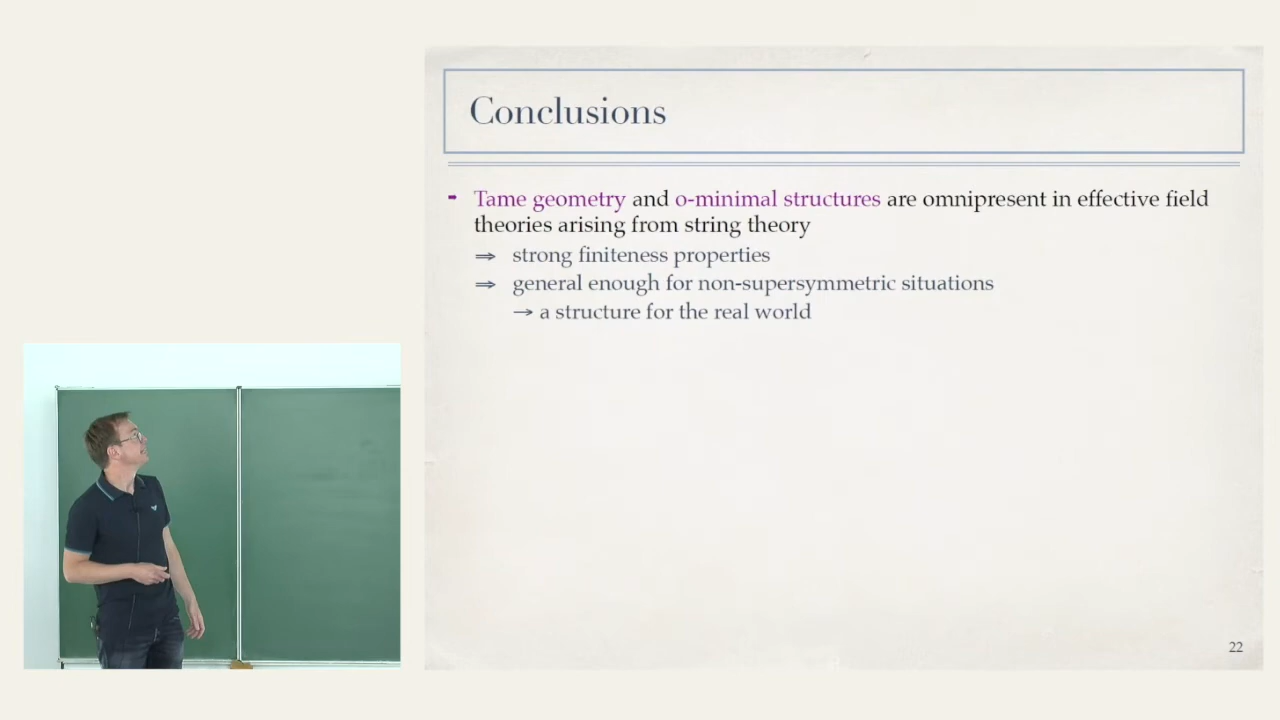 Conclusions
➡ Tame geometry and o-minimal structures are omnipresent in effective field
theories arising from string theory
⇒ strong finiteness properties
⇒ general enough for non-supersymmetric situations
→ a structure for the real world
22